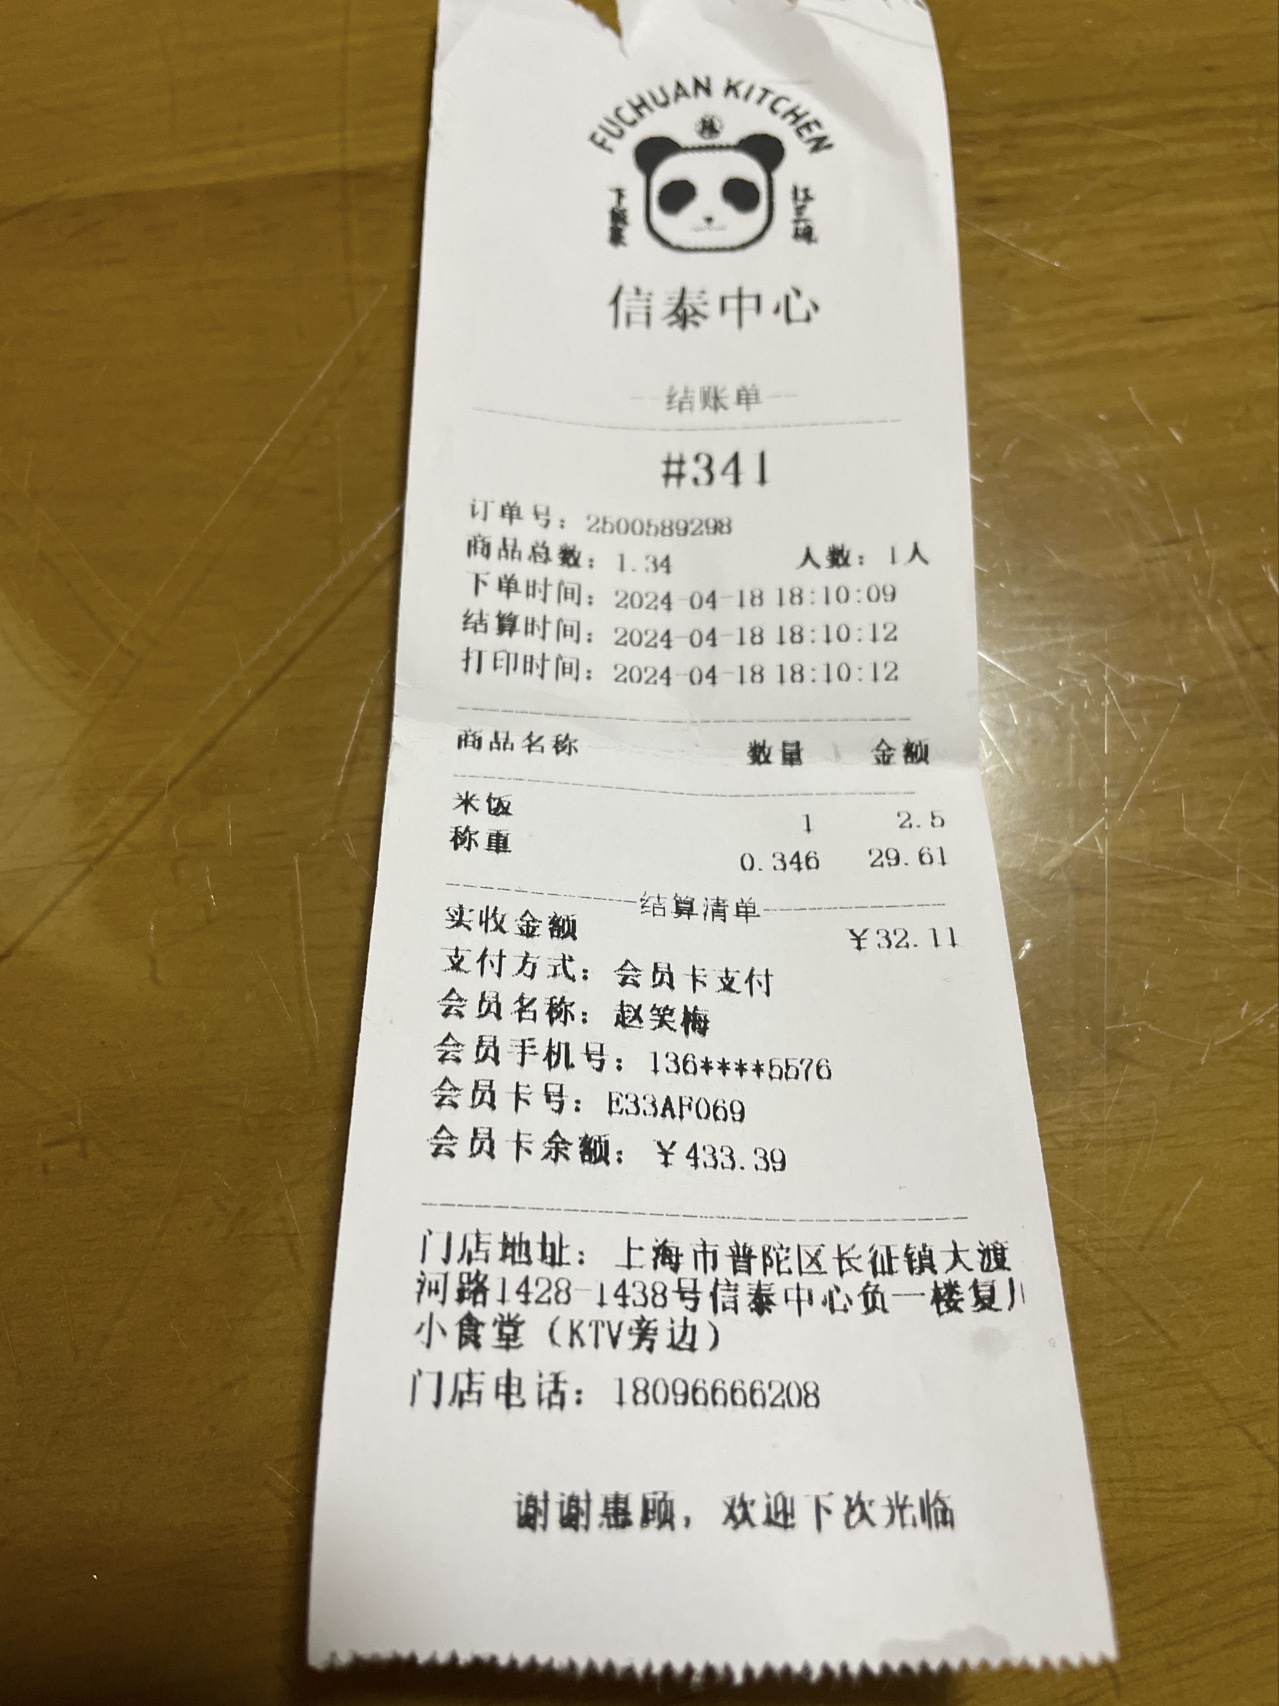 FUCHUAN KITCHEN
下饭菜
信泰中心
--结账单--
#341
订单号：2500589298
商品总数：1.34 人数：1人
下单时间：2024-04-18 18:10:09
结算时间：2024-04-18 18:10:12
打印时间：2024-04-18 18:10:12
商品名称 数量 金额
米饭 1 2.5
称重 0.346 29.61
结算清单
实收金额 ￥32.11
支付方式：会员卡支付
会员名称：赵笑梅
会员手机号：136****5576
会员卡号：E33AF069
会员卡余额：￥433.39
门店地址：上海市普陀区长征镇大渡
河路1428-1438号信泰中心负一楼复川
小食堂（KTV旁边）
门店电话：18096666208
谢谢惠顾，欢迎下次光临